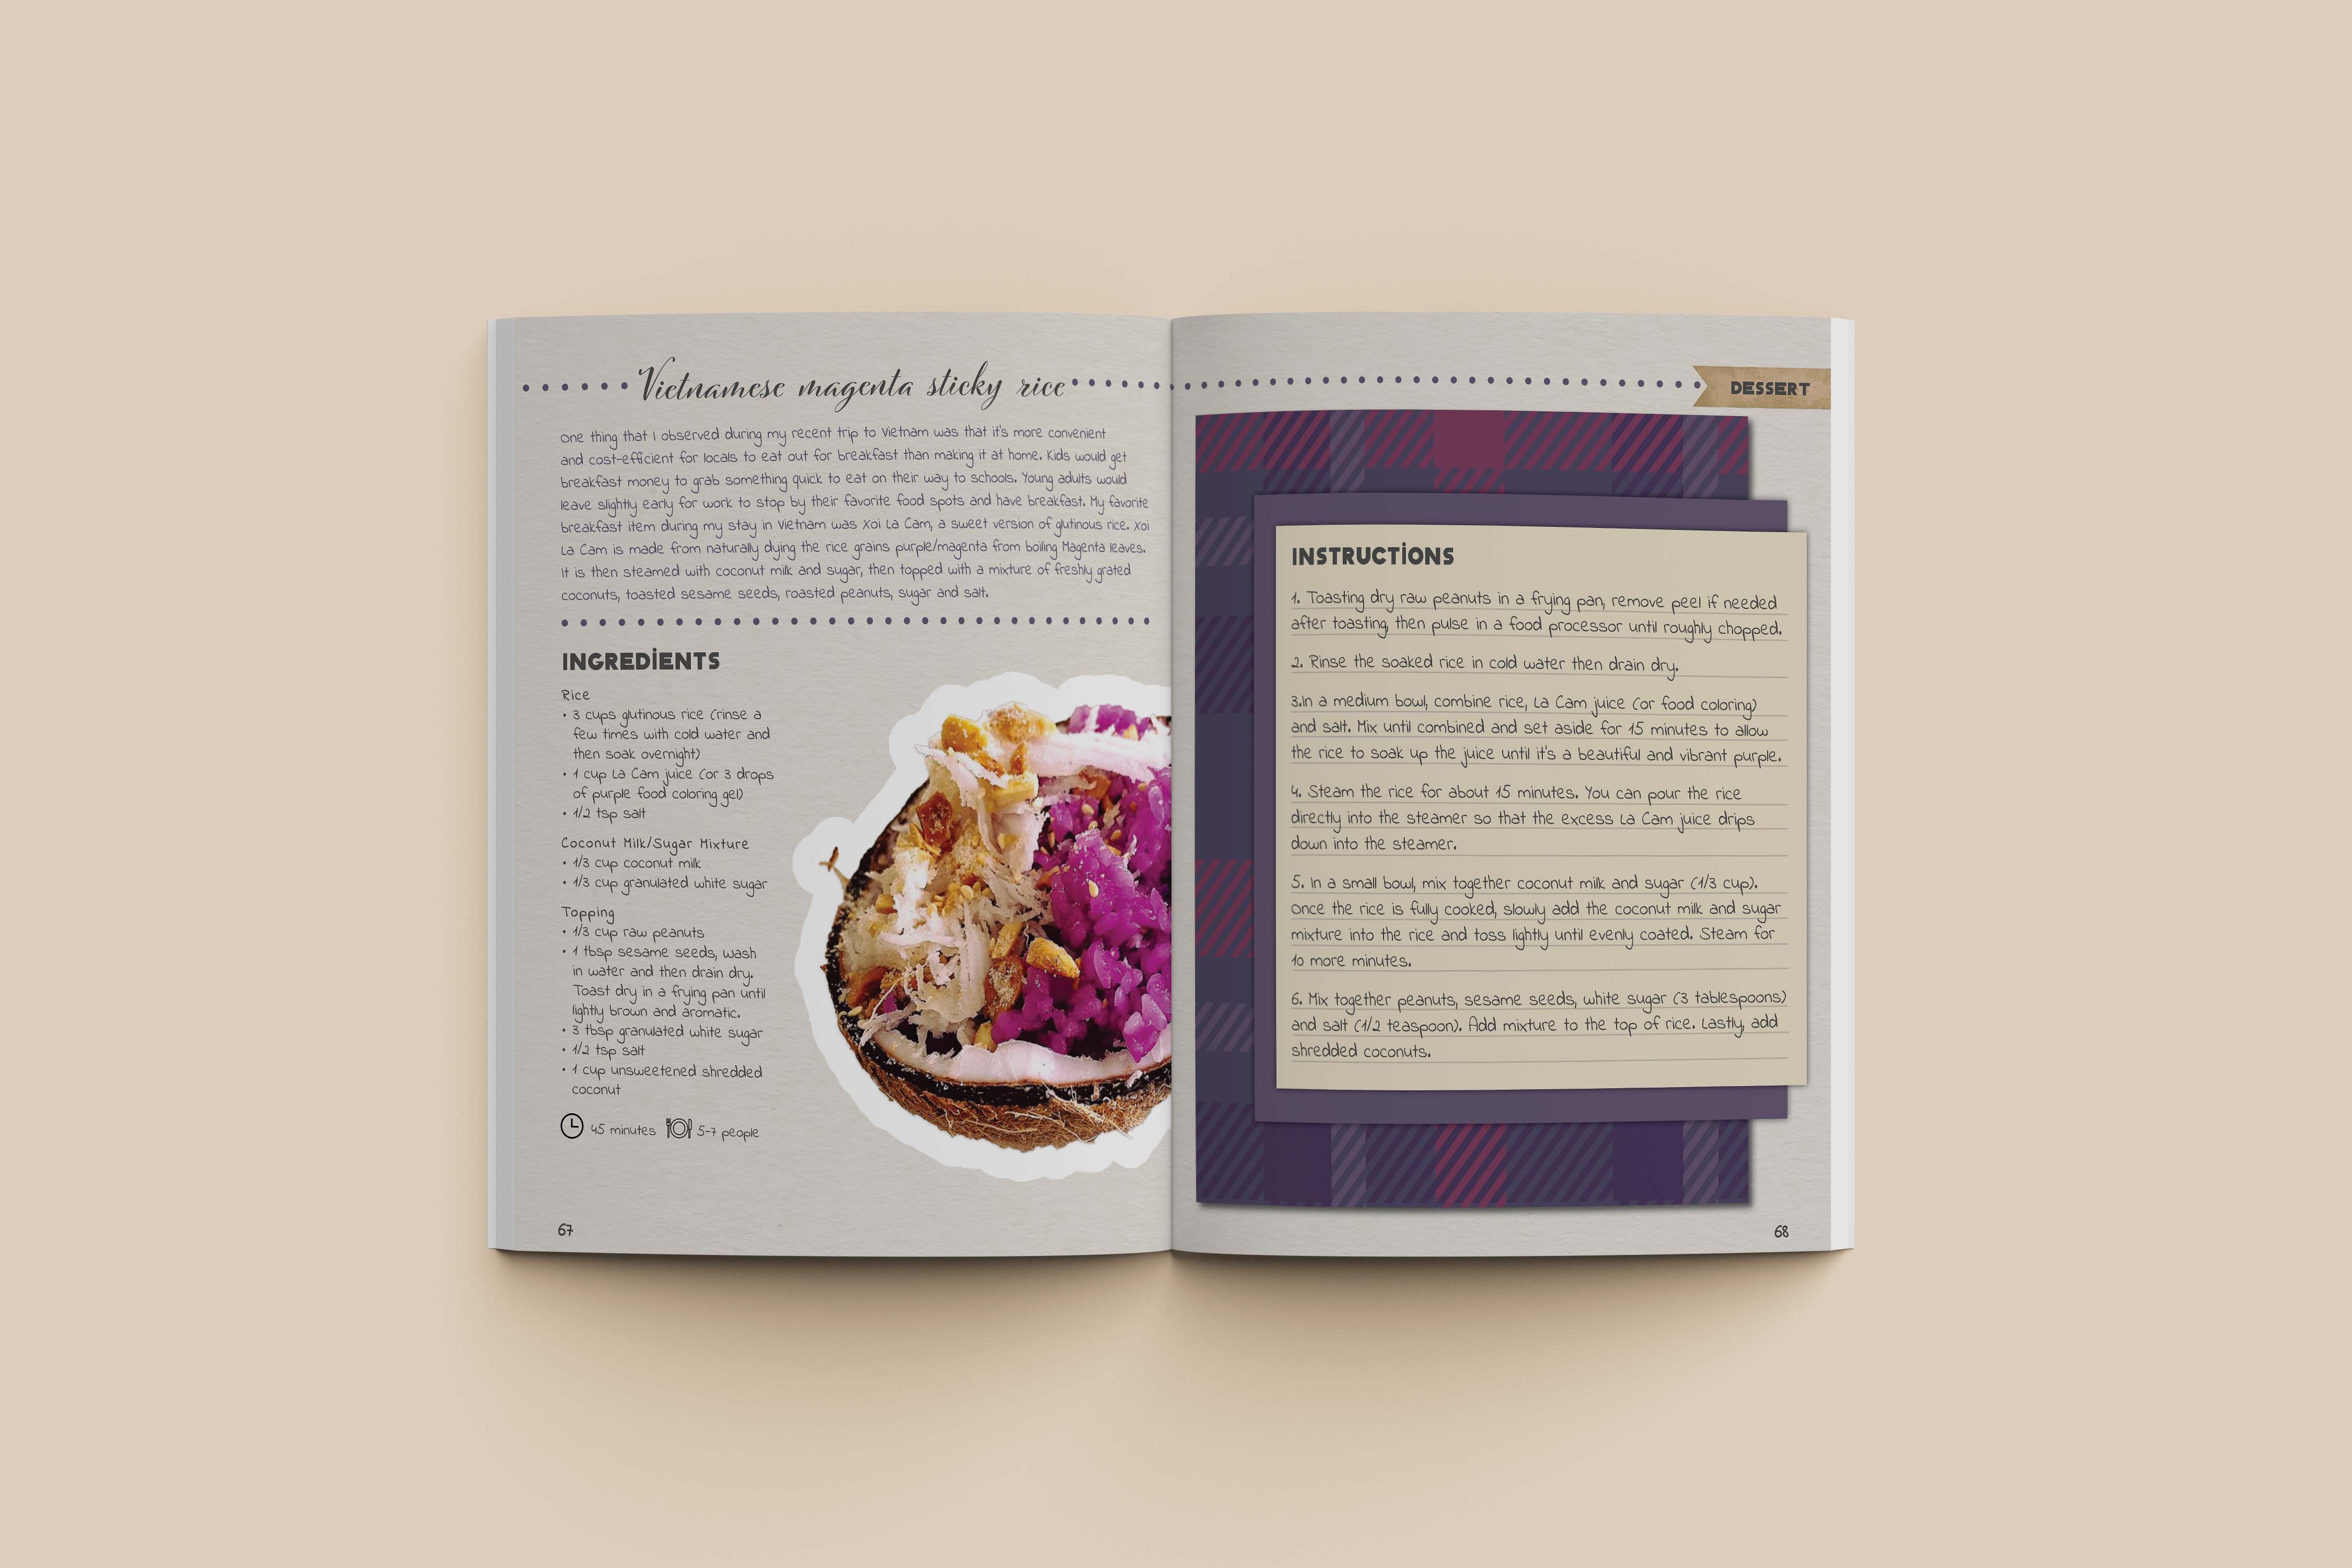 Vietnamese magenta sticky rice
One thing that I observed during my recent trip to Vietnam was that it's more convenient
and cost-efficient for locals to eat out for breakfast than making it at home. Kids would get
breakfast money to grab something quick to eat on their way to schools. Young adults would
leave slightly early for work to stop by their favorite food spots and have breakfast. My favorite
breakfast item during my stay in Vietnam was Xoi La Cam, a sweet version of glutinous rice. Xoi
La Cam is made from naturally dying the rice grains purple/magenta from boiling Magenta leaves.
It is then steamed with coconut milk and sugar, then topped with a mixture of freshly grated
coconuts, toasted sesame seeds, roasted peanuts, sugar and salt.
INGREDIENTS
Rice
• 3 cups glutinous rice (rinse a
few times with cold water and
then soak overnight)
• 1 cup La Cam juice (or 3 drops
of purple food coloring gel)
• 1/2 tsp salt
Coconut Milk/Sugar Mixture
• 1/3 cup coconut milk
• 1/3 cup granulated white sugar
Topping
• 1/3 cup raw peanuts
• 1 tbsp sesame seeds, wash
in water and then drain dry.
Toast dry in a frying pan until
lightly brown and aromatic.
• 3 tbsp granulated white sugar
• 1/2 tsp salt
• 1 cup unsweetened shredded
coconut
45 minutes 5-7 people
67
DESSERT
INSTRUCTIONS
1. Toasting dry raw peanuts in a frying pan, remove peel if needed
after toasting, then pulse in a food processor until roughly chopped.
2. Rinse the soaked rice in cold water then drain dry.
3.In a medium bowl, combine rice, La Cam juice (or food coloring)
and salt. Mix until combined and set aside for 15 minutes to allow
the rice to soak up the juice until it's a beautiful and vibrant purple.
4. Steam the rice for about 15 minutes. You can pour the rice
directly into the steamer so that the excess La Cam juice drips
down into the steamer.
5. In a small bowl, mix together coconut milk and sugar (1/3 cup).
Once the rice is fully cooked, slowly add the coconut milk and sugar
mixture into the rice and toss lightly until evenly coated. Steam for
10 more minutes.
6. Mix together peanuts, sesame seeds, white sugar (3 tablespoons)
and salt (1/2 teaspoon). Add mixture to the top of rice. Lastly, add
shredded coconuts.
68